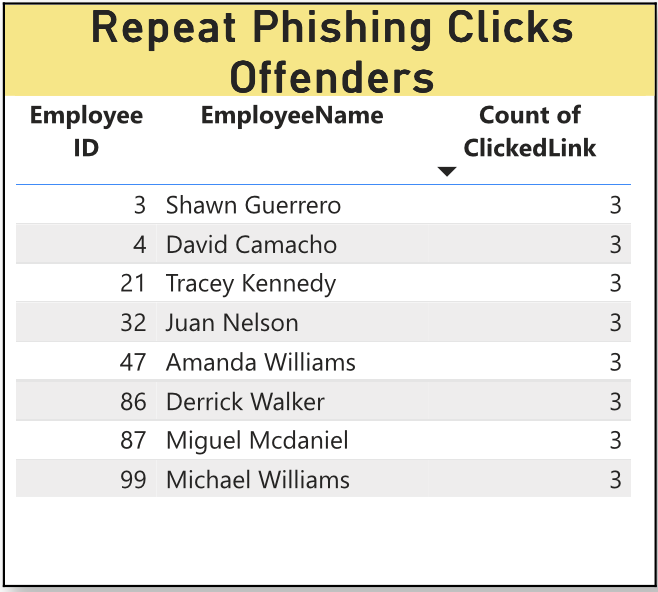 Repeat Phishing Clicks
Offenders
Employee ID EmployeeName Count of ClickedLink
3 Shawn Guerrero 3
4 David Camacho 3
21 Tracey Kennedy 3
32 Juan Nelson 3
47 Amanda Williams 3
86 Derrick Walker 3
87 Miguel Mcdaniel 3
99 Michael Williams 3